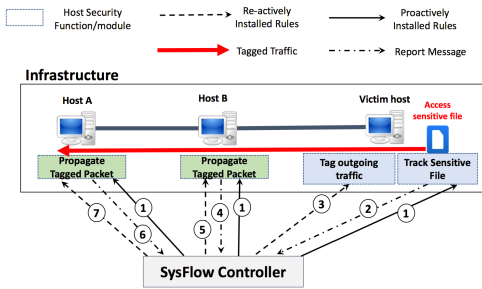 Host Security
Function/module
Re-actively
Installed Rules
Proactively
Installed Rules
Tagged Traffic
Report Message
Infrastructure
Host A
Host B
Victim host
Access
sensitive file
Propagate
Tagged Packet
Propagate
Tagged Packet
Tag outgoing
traffic
Track Sensitive
File
7
6
1
5
4
1
3
2
1
SysFlow Controller